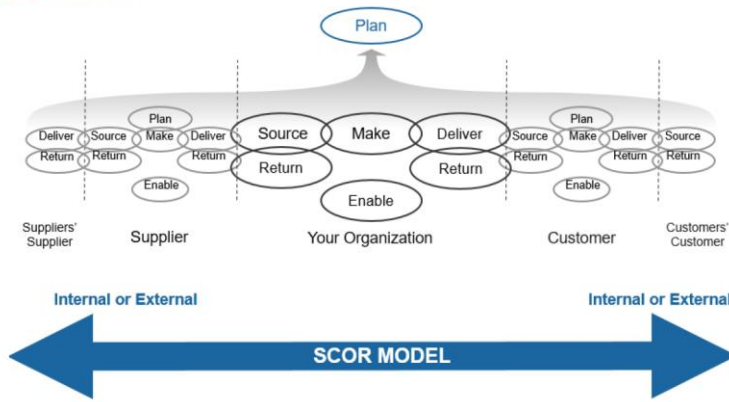 Plan
Plan
Plan
Deliver
Source
Make
Deliver
Source
Make
Deliver
Source
Make
Deliver
Source
Return
Return
Return
Return
Return
Return
Return
Return
Enable
Enable
Enable
Suppliers'
Supplier
Supplier
Your Organization
Customer
Customers'
Customer
Internal or External
Internal or External
SCOR MODEL